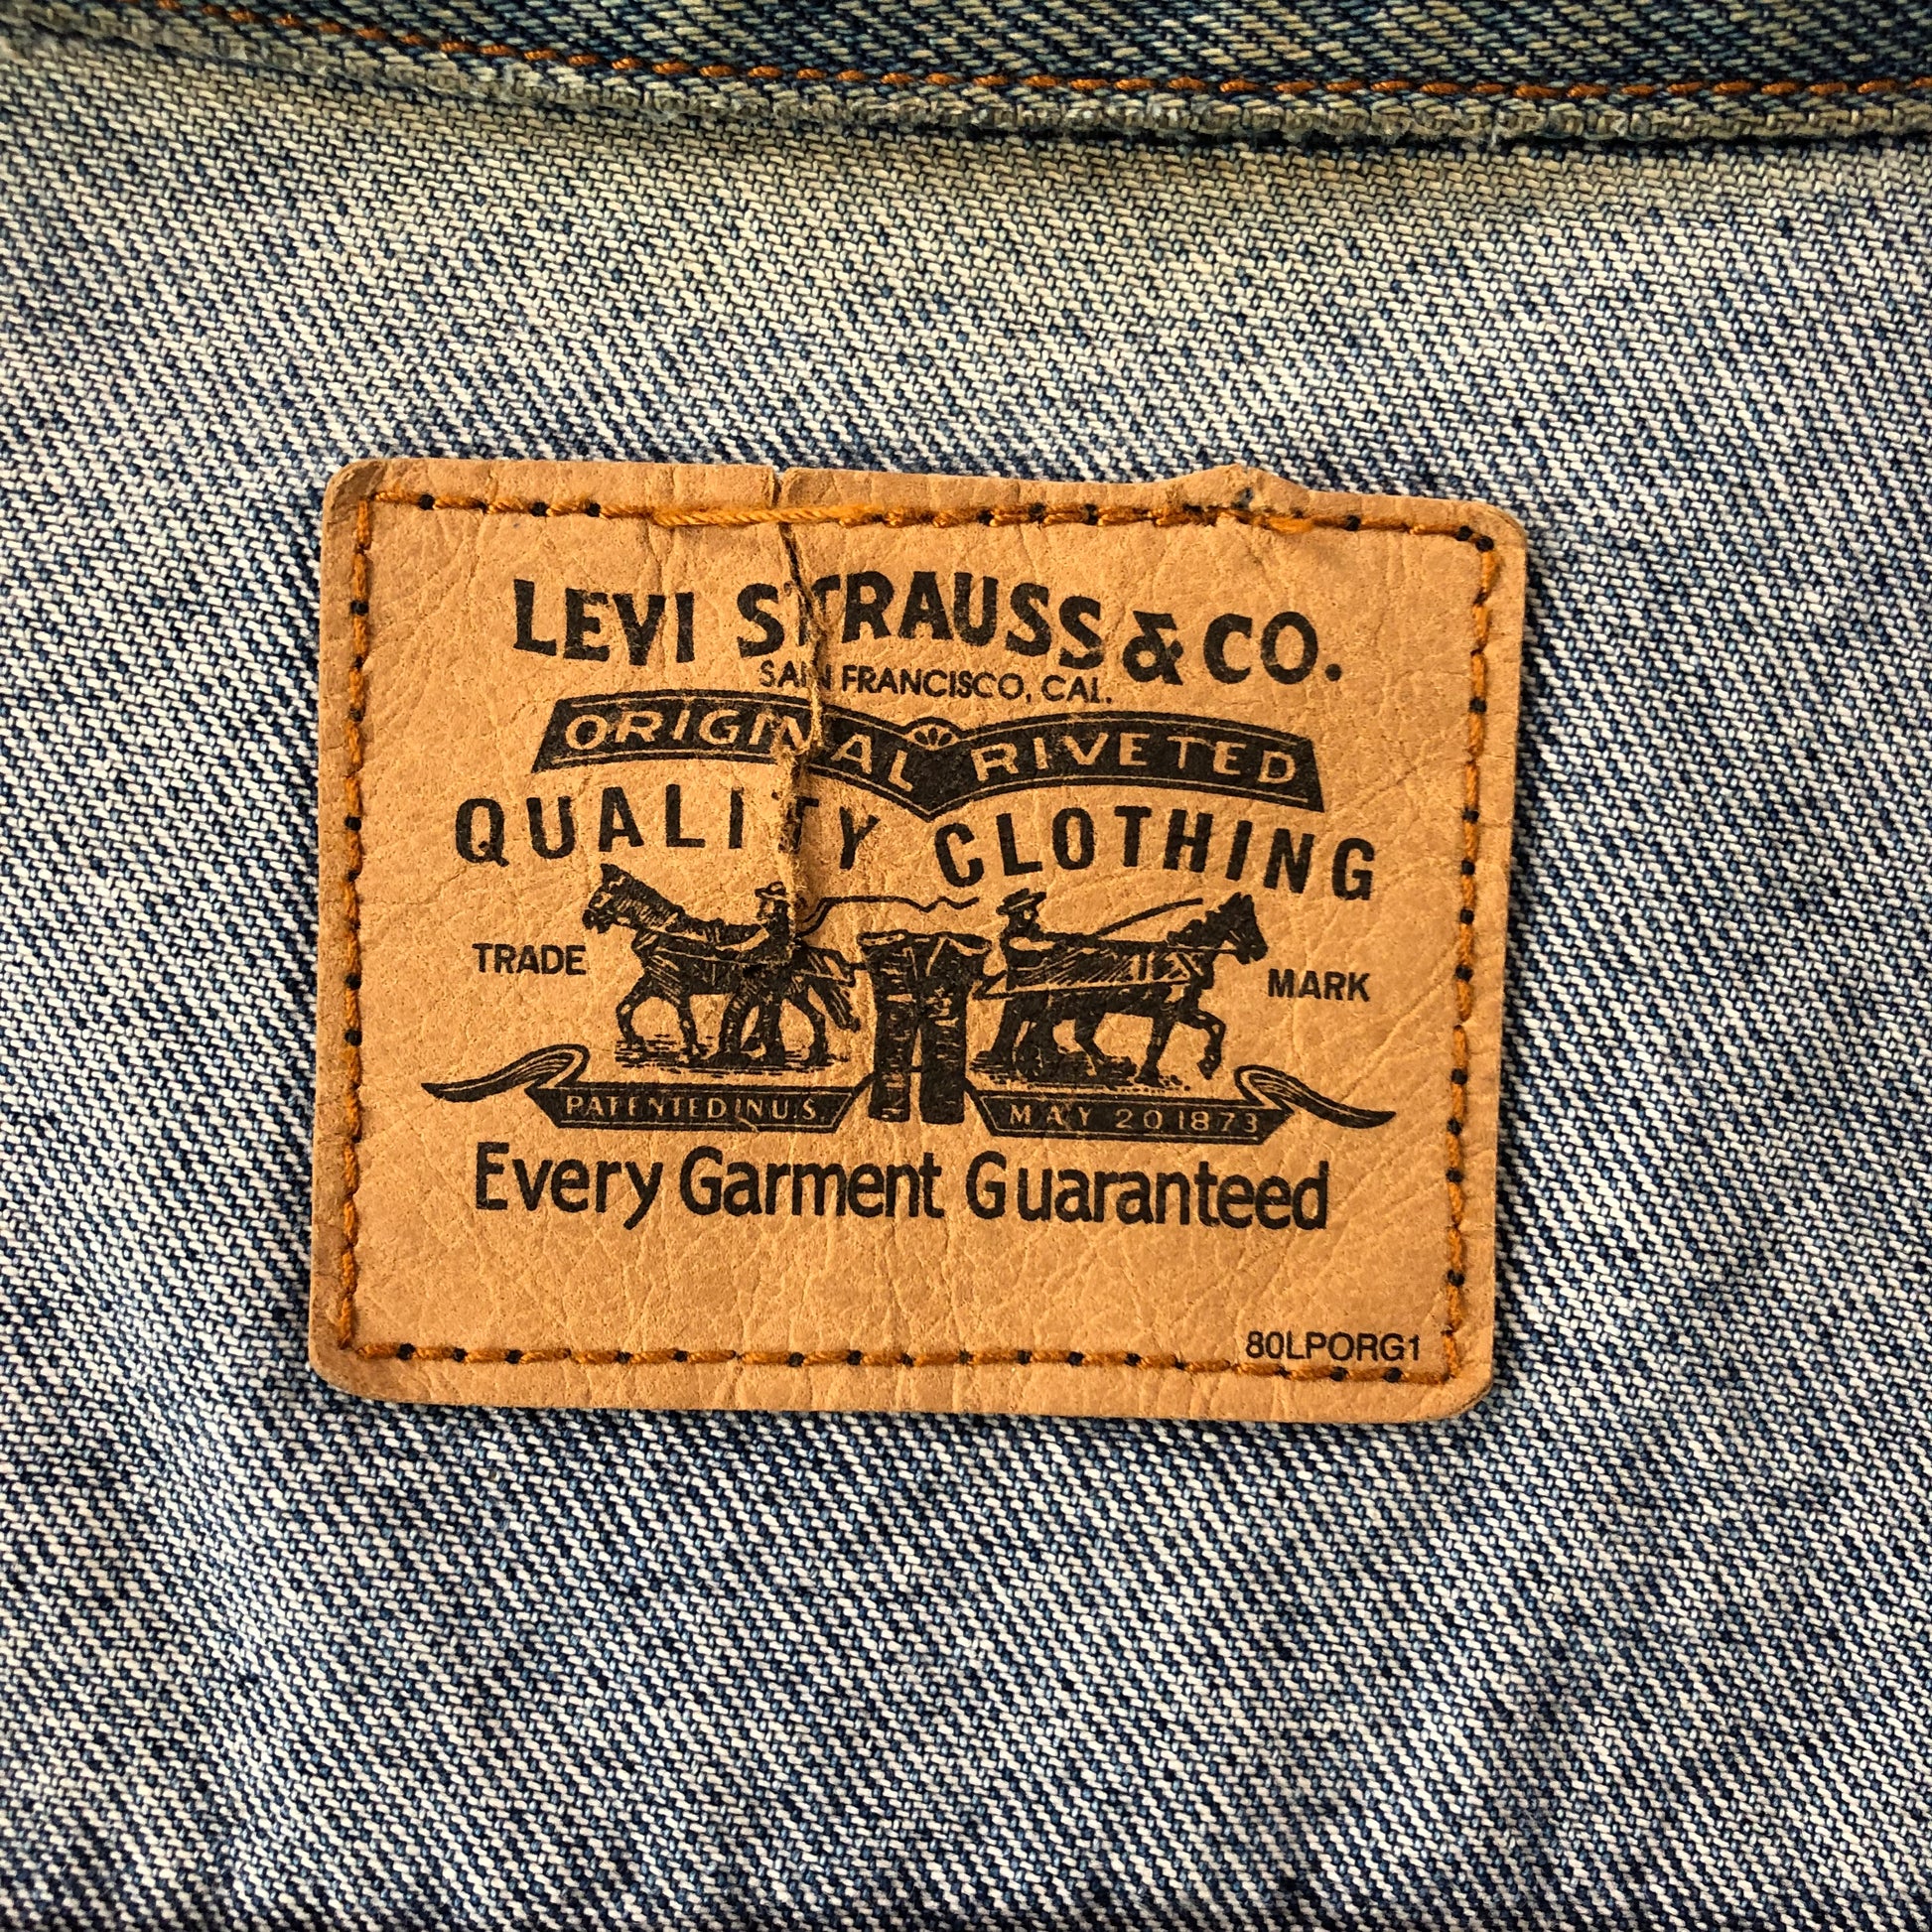 LEVI STRAUSS & CO.
SAN FRANCISCO, CAL.
ORIGINAL RIVETED
QUALITY CLOTHING
TRADE MARK
PATENTED IN U.S. MAY 20 1873
Every Garment Guaranteed
80LPORG1